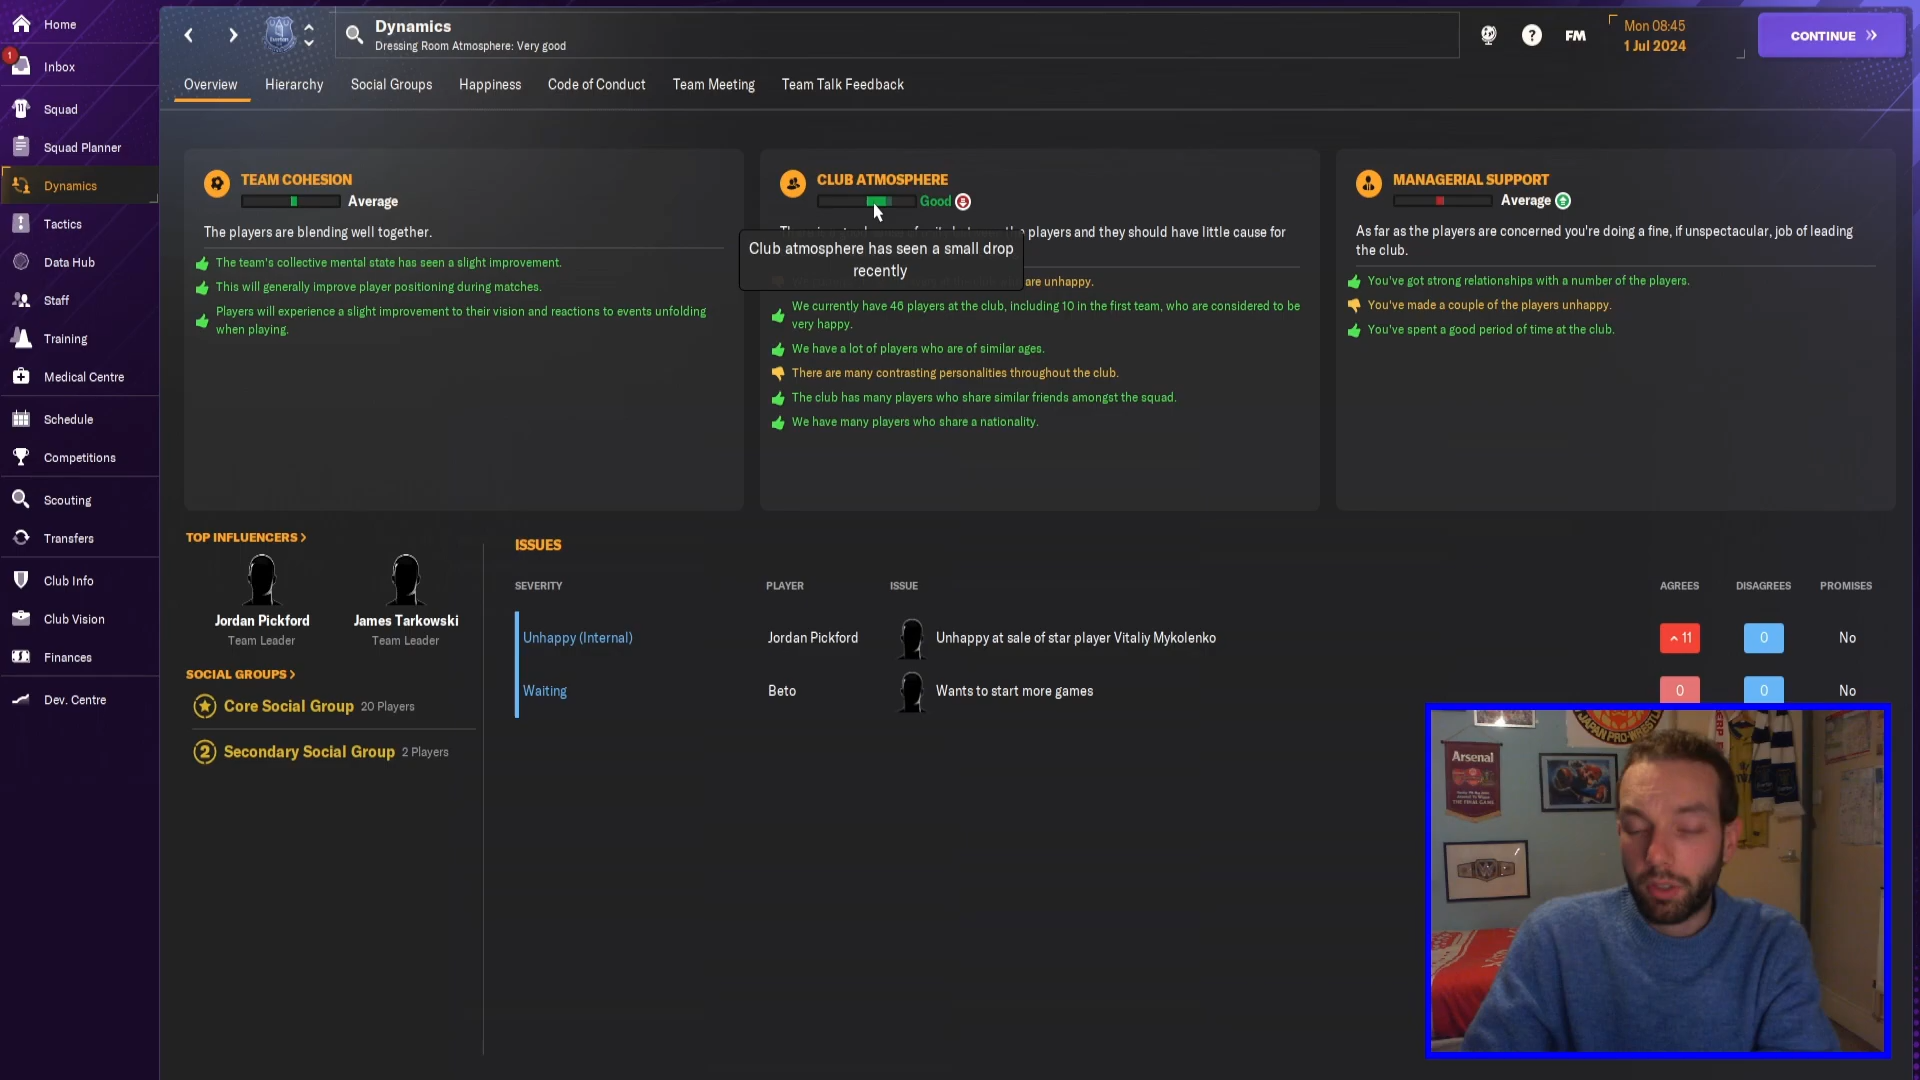 Home
1
Inbox
Squad
Squad Planner
Dynamics
Tactics
Data Hub
Staff
Training
Medical Centre
Schedule
Competitions
Scouting
Transfers
Club Info
Club Vision
Finances
Dev. Centre
Dynamics
Dressing Room Atmosphere: Very good
?
FM
Mon 08:45
1 Jul 2024
CONTINUE
Overview
Hierarchy
Social Groups
Happiness
Code of Conduct
Team Meeting
Team Talk Feedback
TEAM COHESION
Average
The players are blending well together.
The team's collective mental state has seen a slight improvement.
This will generally improve player positioning during matches.
Players will experience a slight improvement to their vision and reactions to events unfolding
when playing.
CLUB ATMOSPHERE
Good
players and they should have little cause for
Club atmosphere has seen a small drop
recently
are unhappy.
We currently have 46 players at the club, including 10 in the first team, who are considered to be
very happy.
We have a lot of players who are of similar ages.
There are many contrasting personalities throughout the club.
The club has many players who share similar friends amongst the squad.
We have many players who share a nationality.
MANAGERIAL SUPPORT
Average
As far as the players are concerned you're doing a fine, if unspectacular, job of leading
the club.
You've got strong relationships with a number of the players.
You've made a couple of the players unhappy.
You've spent a good period of time at the club.
TOP INFLUENCERS >
Jordan Pickford
Team Leader
James Tarkowski
Team Leader
SOCIAL GROUPS >
Core Social Group 20 Players
2 Secondary Social Group 2 Players
ISSUES
SEVERITY PLAYER ISSUE AGREES DISAGREES PROMISES
Unhappy (Internal) Jordan Pickford Unhappy at sale of star player Vitaliy Mykolenko 11 0 No
Waiting Beto Wants to start more games 0 0 No
JAPAN PRO-WREST
Arsenal
THE FINAL GAME